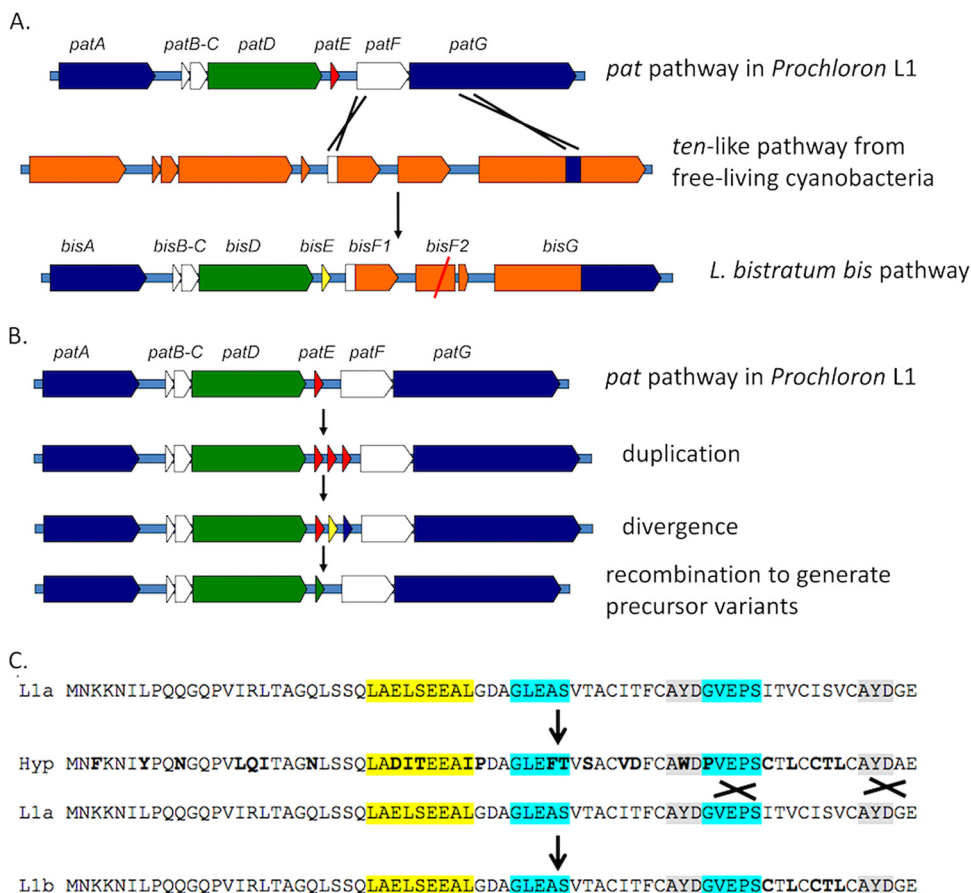 A.
patA patB-C patD patE patF patG
pat pathway in Prochloron L1
ten-like pathway from
free-living cyanobacteria
bisA bisB-C bisD bisE bisF1 bisF2 bisG
L. bistratum bis pathway
B.
patA patB-C patD patE patF patG
pat pathway in Prochloron L1
duplication
divergence
recombination to generate
precursor variants
C.
L1a MNKKNILPQQGQPVIRLTAGQLSSQLAELSEEALGDAGLEASVTACITFCAYDGVEPSITVCISVCAYDGE
Hyp MNFKNIYPQNGQPVLQITAGNLSSQLADITEEAIPDAGLEFTVSACVDFCAWDPVEPSCTLCCTLCAYDAE
L1a MNKKNILPQQGQPVIRLTAGQLSSQLAELSEEALGDAGLEASVTACITFCAYDGVEPSITVCISVCAYDGE
L1b MNKKNILPQQGQPVIRLTAGQLSSQLAELSEEALGDAGLEASVTACITFCAYDGVEPSCTLCCTLCAYDGE